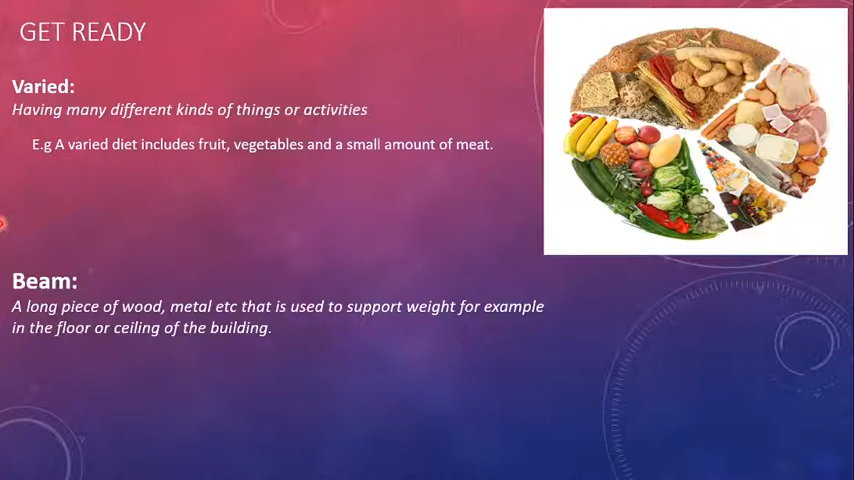 GET READY
Varied:
Having many different kinds of things or activities
E.g A varied diet includes fruit, vegetables and a small amount of meat.
Beam:
A long piece of wood, metal etc that is used to support weight for example
in the floor or ceiling of the building.